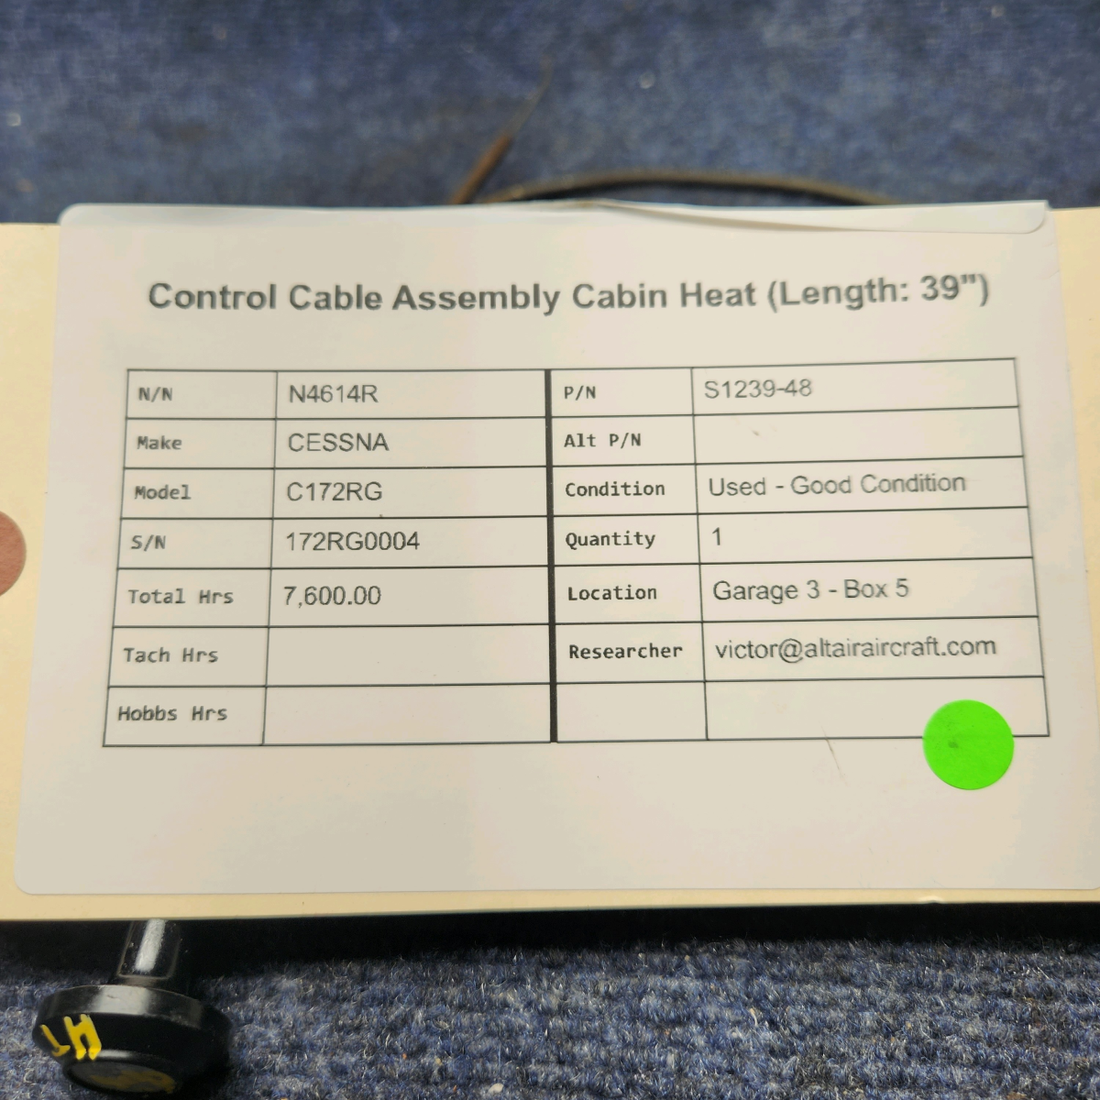 Control Cable Assembly Cabin Heat (Length: 39")
N/N N4614R P/N S1239-48
Make CESSNA Alt P/N
Model C172RG Condition Used - Good Condition
S/N 172RG0004 Quantity 1
Total Hrs 7,600.00 Location Garage 3 - Box 5
Tach Hrs Researcher victor@altairaircraft.com
Hobbs Hrs